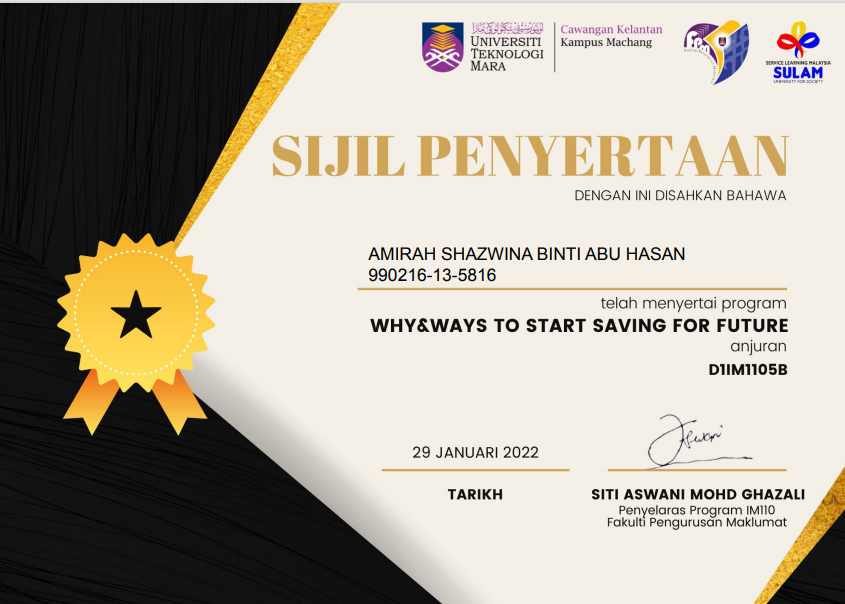 UNIVERSITI
TEKNOLOGI
MARA
Cawangan Kelantan
Kampus Machang
SERVICE LEARNING MALAYSIA
SULAM
UNIVERSITY FOR SOCIETY
SIJIL PENYERTAAN
DENGAN INI DISAHKAN BAHAWA
AMIRAH SHAZWINA BINTI ABU HASAN
990216-13-5816
telah menyertai program
WHY&WAYS TO START SAVING FOR FUTURE
anjuran
D1IM1105B
29 JANUARI 2022
TARIKH
SITI ASWANI MOHD GHAZALI
Penyelaras Program IM110
Fakulti Pengurusan Maklumat